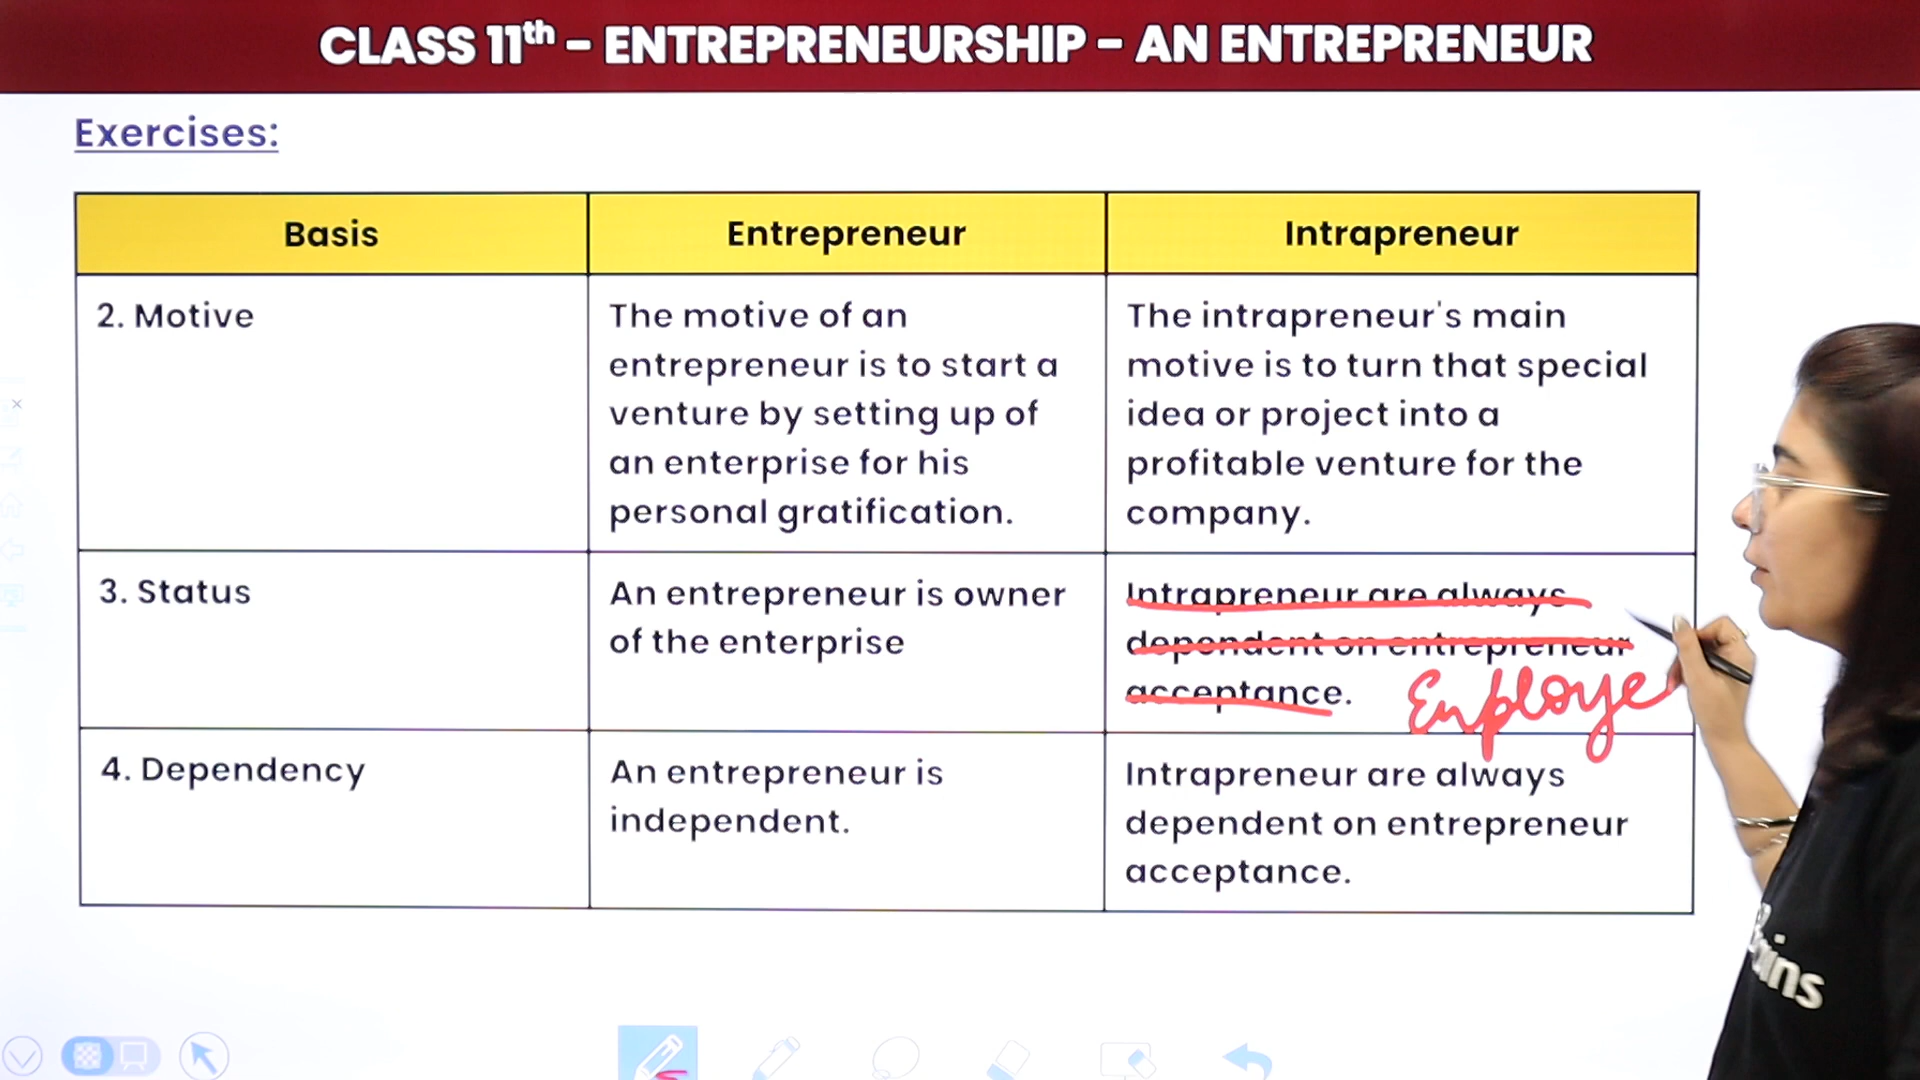 CLASS 11th – ENTREPRENEURSHIP – AN ENTREPRENEUR
Exercises:
Basis Entrepreneur Intrapreneur
2. Motive
The motive of an
entrepreneur is to start a
venture by setting up of
an enterprise for his
personal gratification.
The intrapreneur's main
motive is to turn that special
idea or project into a
profitable venture for the
company.
3. Status
An entrepreneur is owner
of the enterprise
Intrapreneur are always
dependent on entrepreneur
acceptance.
Employe
4. Dependency
An entrepreneur is
independent.
Intrapreneur are always
dependent on entrepreneur
acceptance.